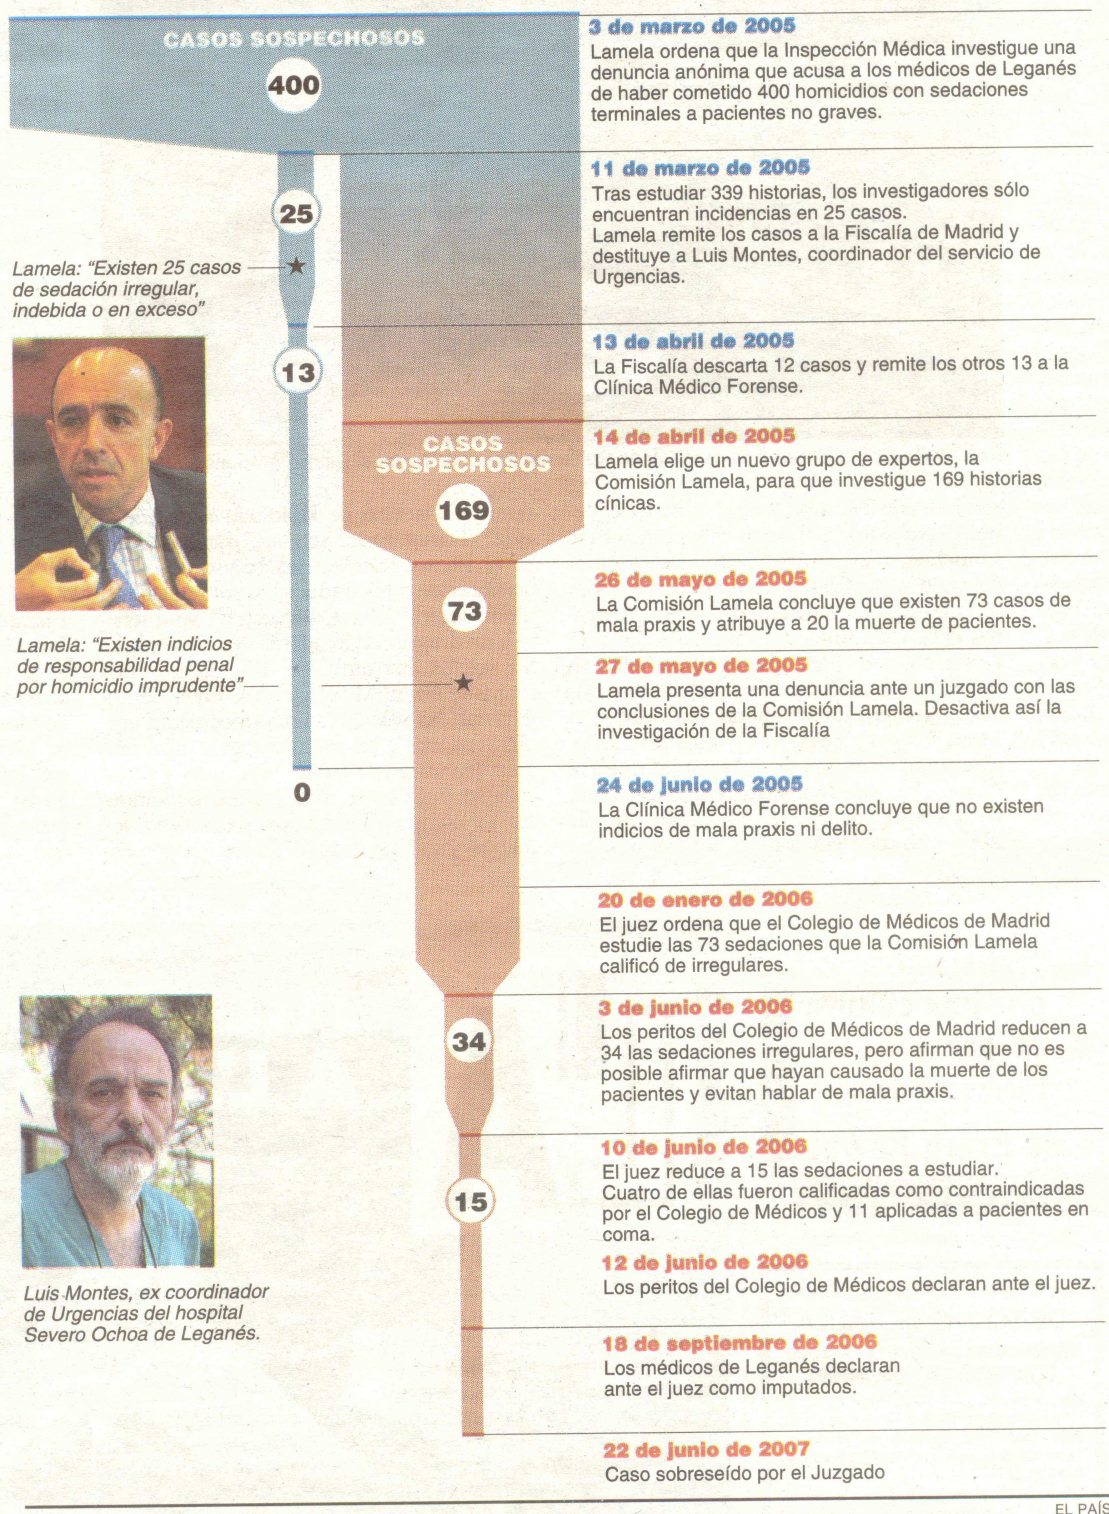 CASOS SOSPECHOSOS
400
3 de marzo de 2005
Lamela ordena que la Inspección Médica investigue una
denuncia anónima que acusa a los médicos de Leganés
de haber cometido 400 homicidios con sedaciones
terminales a pacientes no graves.
25
11 de marzo de 2005
Tras estudiar 339 historias, los investigadores sólo
encuentran incidencias en 25 casos.
Lamela remite los casos a la Fiscalía de Madrid y
destituye a Luis Montes, coordinador del servicio de
Urgencias.
Lamela: “Existen 25 casos
de sedación irregular,
indebida o en exceso”
13
13 de abril de 2005
La Fiscalía descarta 12 casos y remite los otros 13 a la
Clínica Médico Forense.
CASOS
SOSPECHOSOS
169
14 de abril de 2005
Lamela elige un nuevo grupo de expertos, la
Comisión Lamela, para que investigue 169 historias
cínicas.
73
26 de mayo de 2005
La Comisión Lamela concluye que existen 73 casos de
mala praxis y atribuye a 20 la muerte de pacientes.
Lamela: “Existen indicios
de responsabilidad penal
por homicidio imprudente”
27 de mayo de 2005
Lamela presenta una denuncia ante un juzgado con las
conclusiones de la Comisión Lamela. Desactiva así la
investigación de la Fiscalía
0
24 de junio de 2005
La Clínica Médico Forense concluye que no existen
indicios de mala praxis ni delito.
20 de enero de 2006
El juez ordena que el Colegio de Médicos de Madrid
estudie las 73 sedaciones que la Comisión Lamela
calificó de irregulares.
34
3 de junio de 2006
Los peritos del Colegio de Médicos de Madrid reducen a
34 las sedaciones irregulares, pero afirman que no es
posible afirmar que hayan causado la muerte de los
pacientes y evitan hablar de mala praxis.
15
10 de junio de 2006
El juez reduce a 15 las sedaciones a estudiar.
Cuatro de ellas fueron calificadas como contraindicadas
por el Colegio de Médicos y 11 aplicadas a pacientes en
coma.
12 de junio de 2006
Los peritos del Colegio de Médicos declaran ante el juez.
Luis Montes, ex coordinador
de Urgencias del hospital
Severo Ochoa de Leganés.
18 de septiembre de 2006
Los médicos de Leganés declaran
ante el juez como imputados.
22 de junio de 2007
Caso sobreseído por el Juzgado
EL PAÍS